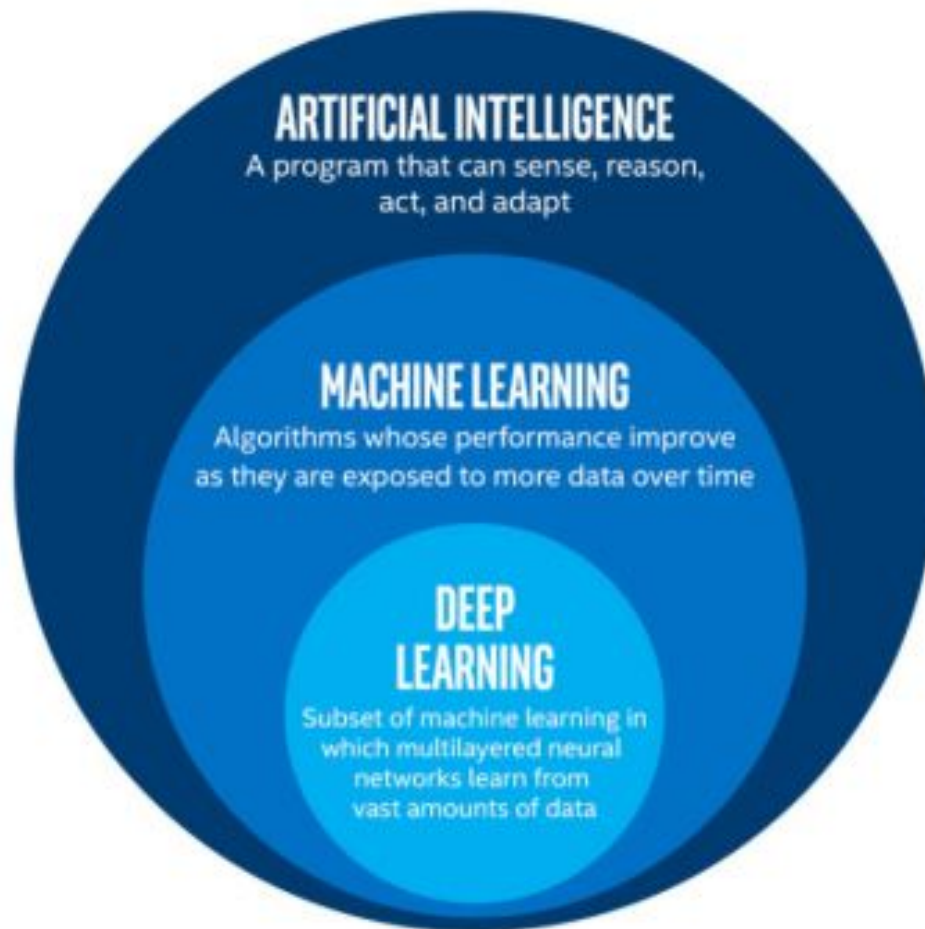 ARTIFICIAL INTELLIGENCE
A program that can sense, reason,
act, and adapt
MACHINE LEARNING
Algorithms whose performance improve
as they are exposed to more data over time
DEEP
LEARNING
Subset of machine learning in
which multilayered neural
networks learn from
vast amounts of data